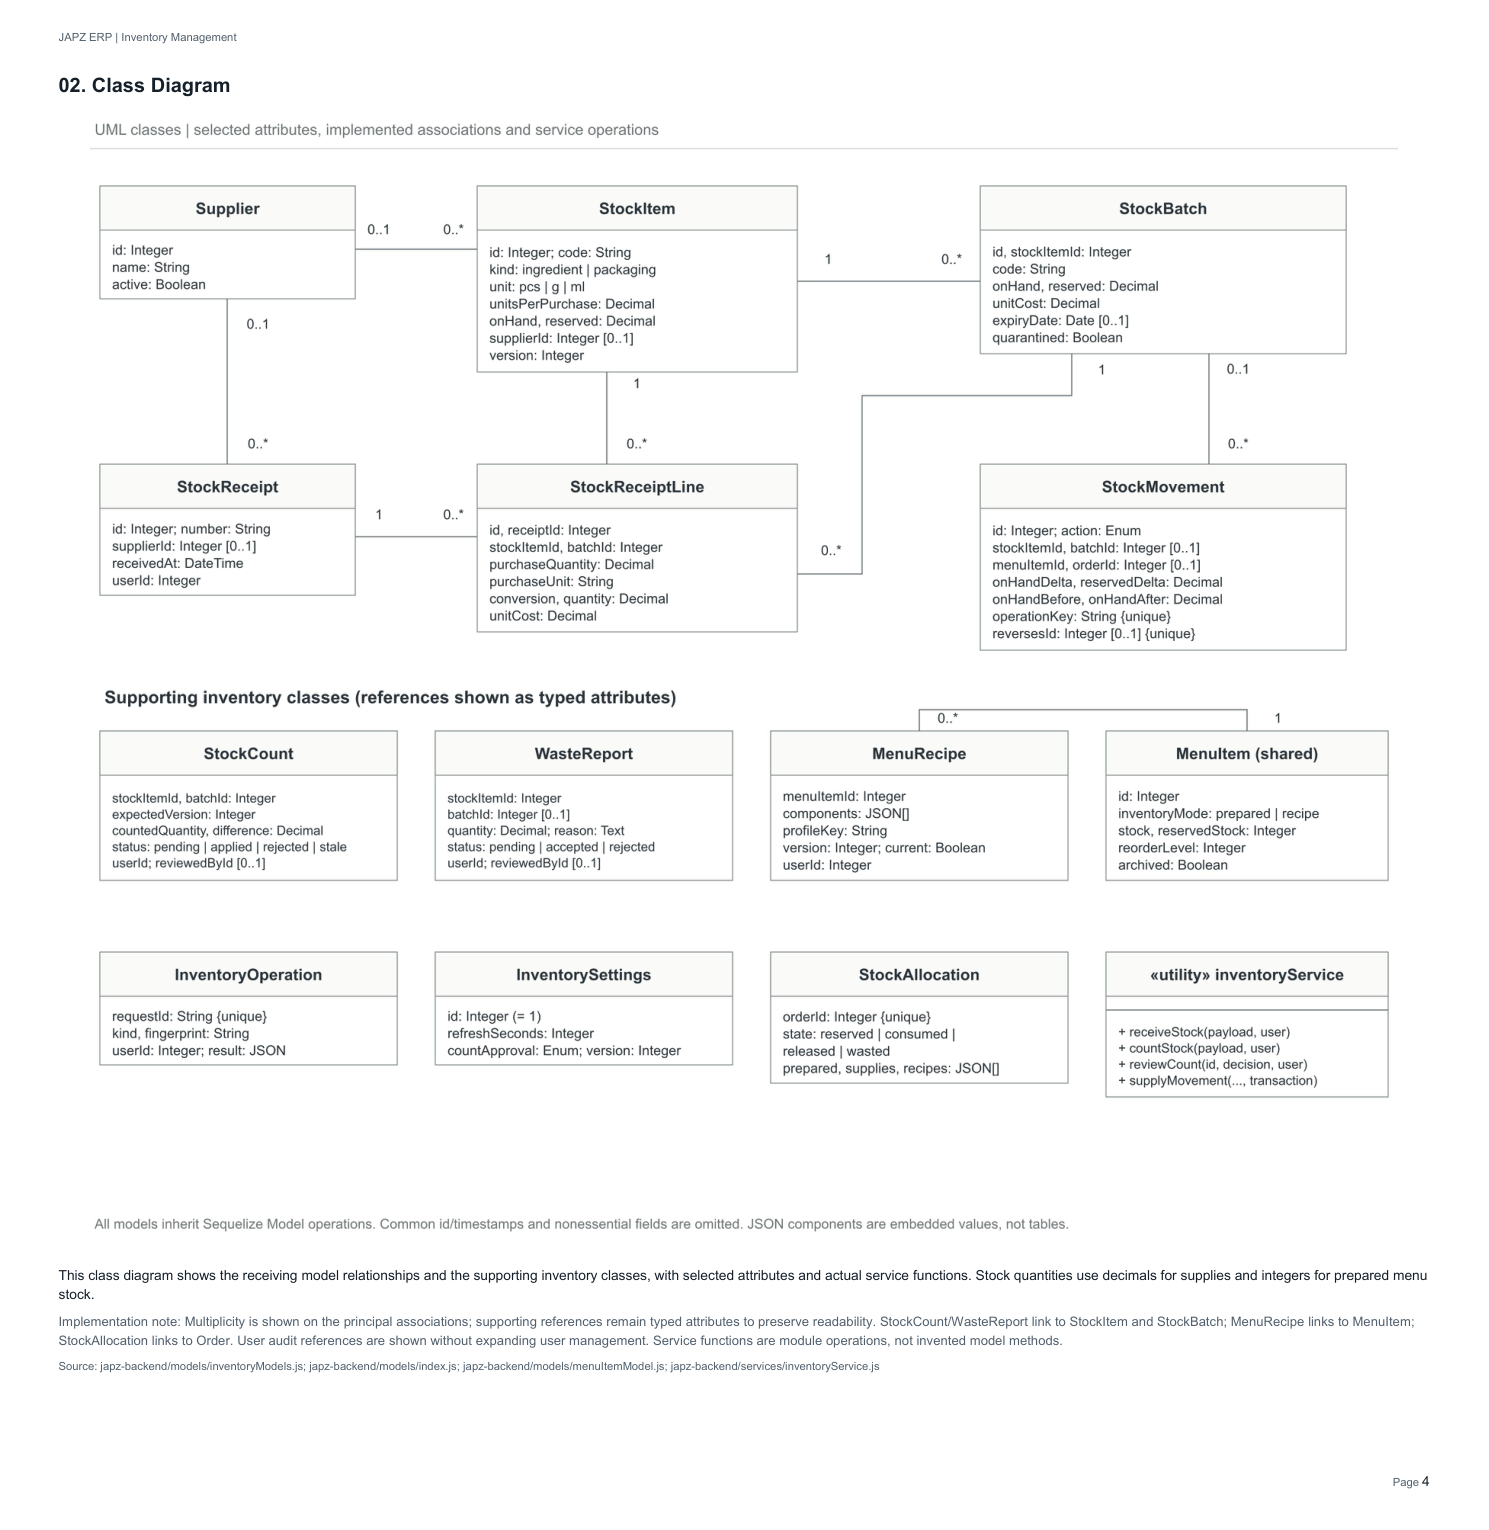 JAPZ ERP | Inventory Management
02. Class Diagram
UML classes | selected attributes, implemented associations and service operations
Supplier
id: Integer
name: String
active: Boolean
0..1
0..*
StockItem
id: Integer; code: String
kind: ingredient | packaging
unit: pcs | g | ml
unitsPerPurchase: Decimal
onHand, reserved: Decimal
supplierId: Integer [0..1]
version: Integer
1
0..*
StockBatch
id, stockItemId: Integer
code: String
onHand, reserved: Decimal
unitCost: Decimal
expiryDate: Date [0..1]
quarantined: Boolean
0..1
0..*
1
0..*
1
0..*
0..1
0..*
StockReceipt
id: Integer; number: String
supplierId: Integer [0..1]
receivedAt: DateTime
userId: Integer
1
0..*
StockReceiptLine
id, receiptId: Integer
stockItemId, batchId: Integer
purchaseQuantity: Decimal
purchaseUnit: String
conversion, quantity: Decimal
unitCost: Decimal
StockMovement
id: Integer; action: Enum
stockItemId, batchId: Integer [0..1]
menuItemId, orderId: Integer [0..1]
onHandDelta, reservedDelta: Decimal
onHandBefore, onHandAfter: Decimal
operationKey: String {unique}
reversesId: Integer [0..1] {unique}
Supporting inventory classes (references shown as typed attributes)
0..*
1
StockCount
stockItemId, batchId: Integer
expectedVersion: Integer
countedQuantity, difference: Decimal
status: pending | applied | rejected | stale
userId; reviewedById [0..1]
WasteReport
stockItemId: Integer
batchId: Integer [0..1]
quantity: Decimal; reason: Text
status: pending | accepted | rejected
userId; reviewedById [0..1]
MenuRecipe
menuItemId: Integer
components: JSON[]
profileKey: String
version: Integer; current: Boolean
userId: Integer
MenuItem (shared)
id: Integer
inventoryMode: prepared | recipe
stock, reservedStock: Integer
reorderLevel: Integer
archived: Boolean
InventoryOperation
requestId: String {unique}
kind, fingerprint: String
userId: Integer; result: JSON
InventorySettings
id: Integer (= 1)
refreshSeconds: Integer
countApproval: Enum; version: Integer
StockAllocation
orderId: Integer {unique}
state: reserved | consumed |
released | wasted
prepared, supplies, recipes: JSON[]
«utility» inventoryService
+ receiveStock(payload, user)
+ countStock(payload, user)
+ reviewCount(id, decision, user)
+ supplyMovement(..., transaction)
All models inherit Sequelize Model operations. Common id/timestamps and nonessential fields are omitted. JSON components are embedded values, not tables.
This class diagram shows the receiving model relationships and the supporting inventory classes, with selected attributes and actual service functions. Stock quantities use decimals for supplies and integers for prepared menu
stock.
Implementation note: Multiplicity is shown on the principal associations; supporting references remain typed attributes to preserve readability. StockCount/WasteReport link to StockItem and StockBatch; MenuRecipe links to MenuItem;
StockAllocation links to Order. User audit references are shown without expanding user management. Service functions are module operations, not invented model methods.
Source: japz-backend/models/inventoryModels.js; japz-backend/models/index.js; japz-backend/models/menuItemModel.js; japz-backend/services/inventoryService.js
Page 4